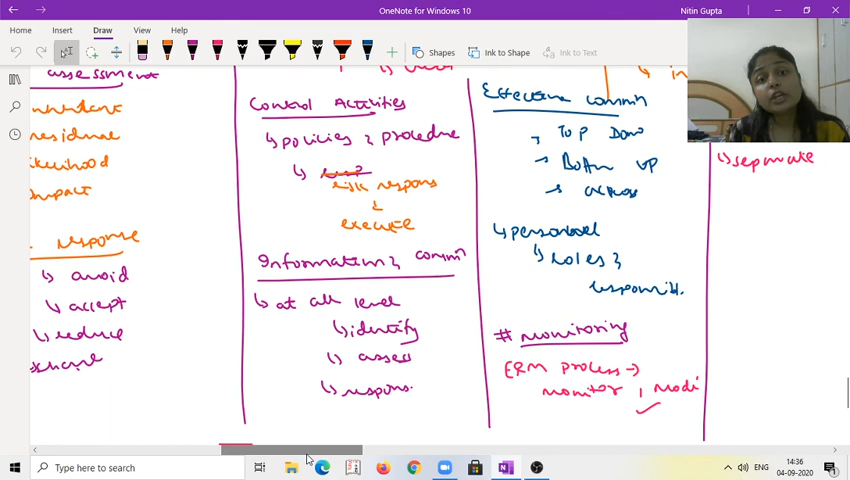 OneNote for Windows 10
Nitin Gupta
Home
Insert
Draw
View
Help
Shapes
Ink to Shape
Ink to Text
assessment
residual
likelihood
impact
response
avoid
accept
reduce
share
Control Activities
policies & procedure
risk respons
execute
Information & comm
at all level
identify
assess
respons.
Effective comm
Top Down
Bottom up
across
personnel
roles &
responsib.
# monitoring
ERM process →
monitor, modi
separate
Type here to search
ENG
14:36
04-09-2020